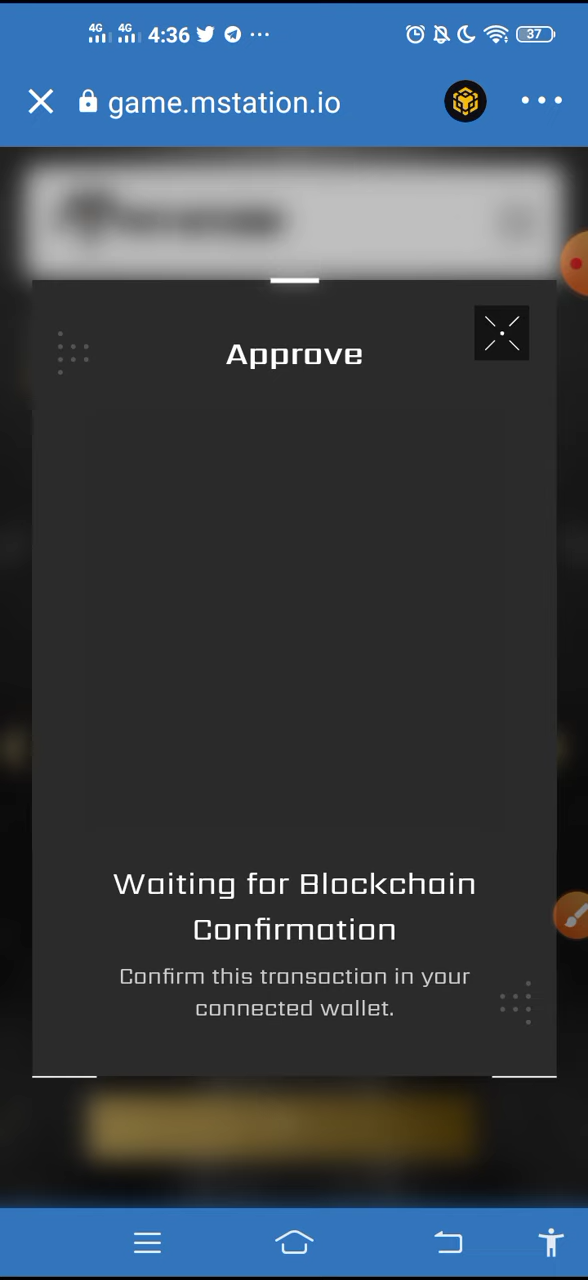 4G 4G 4:36 37
game.mstation.io
Approve
Waiting for Blockchain
Confirmation
Confirm this transaction in your
connected wallet.